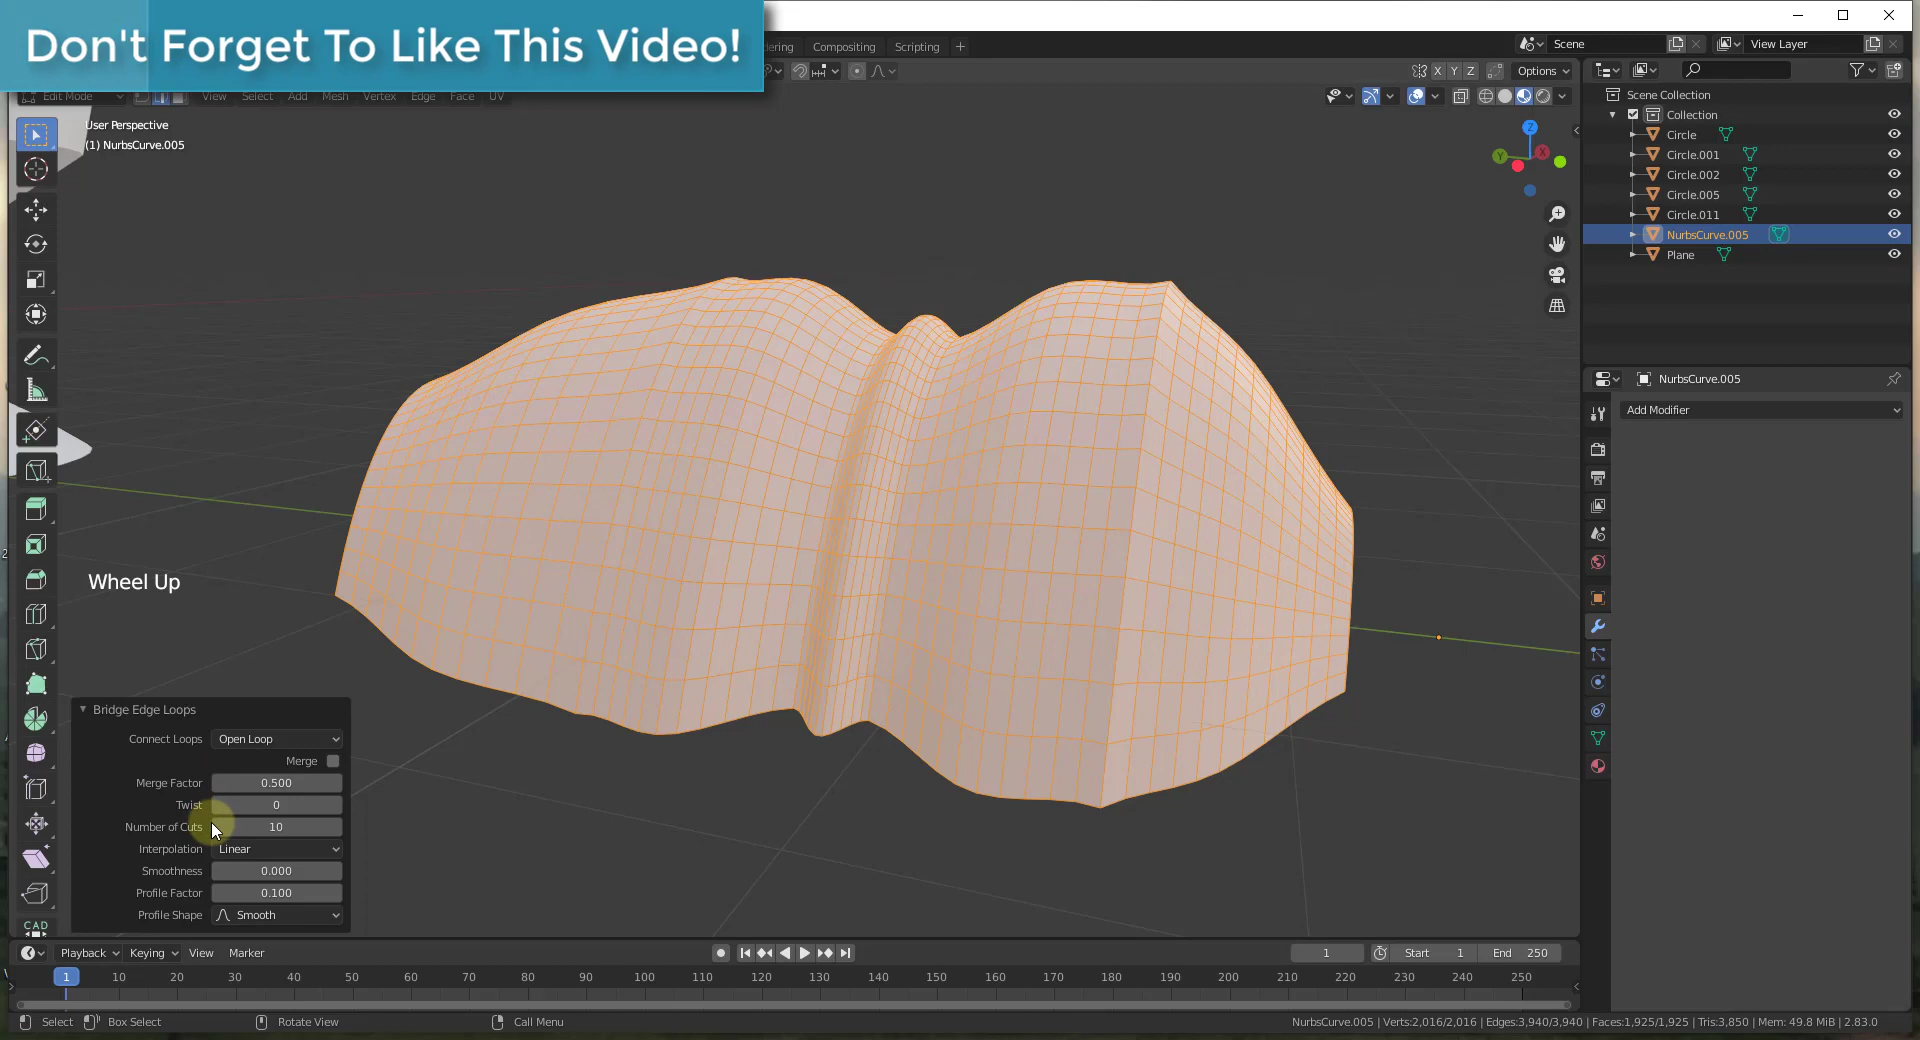 Don't Forget To Like This Video!
Compositing
Scripting
Scene
View Layer
X Y Z
Options
Edit Mode
View
Select
Add
Mesh
Vertex
Edge
Face
UV
User Perspective
(1) NurbsCurve.005
Z
Y
X
Scene Collection
Collection
Circle
Circle.001
Circle.002
Circle.005
Circle.011
NurbsCurve.005
Plane
NurbsCurve.005
Add Modifier
Wheel Up
Bridge Edge Loops
Connect Loops Open Loop
Merge
Merge Factor 0.500
Twist 0
Number of Cuts 10
Interpolation Linear
Smoothness 0.000
Profile Factor 0.100
Profile Shape Smooth
CAD
Playback Keying View Marker
1 Start 1 End 250
1 10 20 30 40 50 60 70 80 90 100 110 120 130 140 150 160 170 180 190 200 210 220 230 240 250
Select Box Select Rotate View Call Menu
NurbsCurve.005 | Verts:2,016/2,016 | Edges:3,940/3,940 | Faces:1,925/1,925 | Tris:3,850 | Mem: 49.8 MiB | 2.83.0